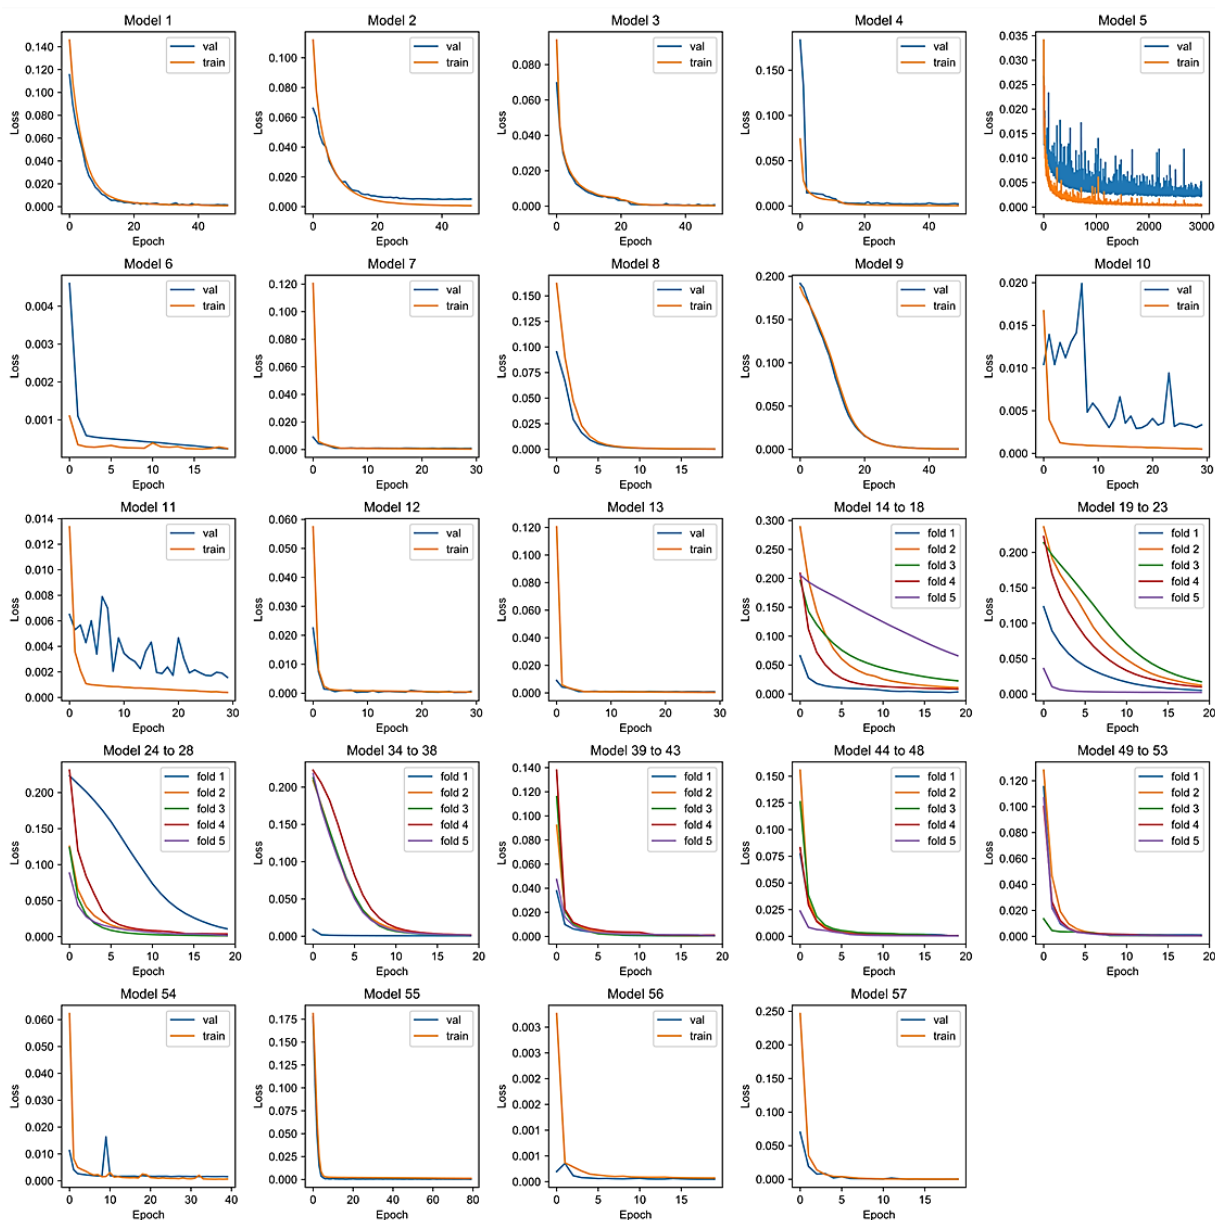 Model 1
val
train
Loss
0.140
0.120
0.100
0.080
0.060
0.040
0.020
0.000
0 20 40
Epoch
Model 2
val
train
Loss
0.100
0.080
0.060
0.040
0.020
0.000
0 20 40
Epoch
Model 3
val
train
Loss
0.080
0.060
0.040
0.020
0.000
0 20 40
Epoch
Model 4
val
train
Loss
0.150
0.100
0.050
0.000
0 20 40
Epoch
Model 5
val
train
Loss
0.035
0.030
0.025
0.020
0.015
0.010
0.005
0.000
0 1000 2000 3000
Epoch
Model 6
val
train
Loss
0.004
0.003
0.002
0.001
0 5 10 15
Epoch
Model 7
val
train
Loss
0.120
0.100
0.080
0.060
0.040
0.020
0.000
0 10 20 30
Epoch
Model 8
val
train
Loss
0.150
0.125
0.100
0.075
0.050
0.025
0.000
0 5 10 15
Epoch
Model 9
val
train
Loss
0.200
0.150
0.100
0.050
0.000
0 20 40
Epoch
Model 10
val
train
Loss
0.020
0.015
0.010
0.005
0.000
0 10 20 30
Epoch
Model 11
val
train
Loss
0.014
0.012
0.010
0.008
0.006
0.004
0.002
0.000
0 10 20 30
Epoch
Model 12
val
train
Loss
0.060
0.050
0.040
0.030
0.020
0.010
0.000
0 10 20 30
Epoch
Model 13
val
train
Loss
0.120
0.100
0.080
0.060
0.040
0.020
0.000
0 10 20 30
Epoch
Model 14 to 18
fold 1
fold 2
fold 3
fold 4
fold 5
Loss
0.300
0.250
0.200
0.150
0.100
0.050
0.000
0 5 10 15 20
Epoch
Model 19 to 23
fold 1
fold 2
fold 3
fold 4
fold 5
Loss
0.200
0.150
0.100
0.050
0.000
0 5 10 15 20
Epoch
Model 24 to 28
fold 1
fold 2
fold 3
fold 4
fold 5
Loss
0.200
0.150
0.100
0.050
0.000
0 5 10 15 20
Epoch
Model 34 to 38
fold 1
fold 2
fold 3
fold 4
fold 5
Loss
0.200
0.150
0.100
0.050
0.000
0 5 10 15 20
Epoch
Model 39 to 43
fold 1
fold 2
fold 3
fold 4
fold 5
Loss
0.140
0.120
0.100
0.080
0.060
0.040
0.020
0.000
0 5 10 15 20
Epoch
Model 44 to 48
fold 1
fold 2
fold 3
fold 4
fold 5
Loss
0.150
0.125
0.100
0.075
0.050
0.025
0.000
0 5 10 15 20
Epoch
Model 49 to 53
fold 1
fold 2
fold 3
fold 4
fold 5
Loss
0.120
0.100
0.080
0.060
0.040
0.020
0.000
0 5 10 15 20
Epoch
Model 54
val
train
Loss
0.060
0.050
0.040
0.030
0.020
0.010
0.000
0 10 20 30 40
Epoch
Model 55
val
train
Loss
0.175
0.150
0.125
0.100
0.075
0.050
0.025
0.000
0 20 40 60 80
Epoch
Model 56
val
train
Loss
0.003
0.003
0.002
0.002
0.001
0.001
0.000
0 5 10 15
Epoch
Model 57
val
train
Loss
0.250
0.200
0.150
0.100
0.050
0.000
0 5 10 15
Epoch